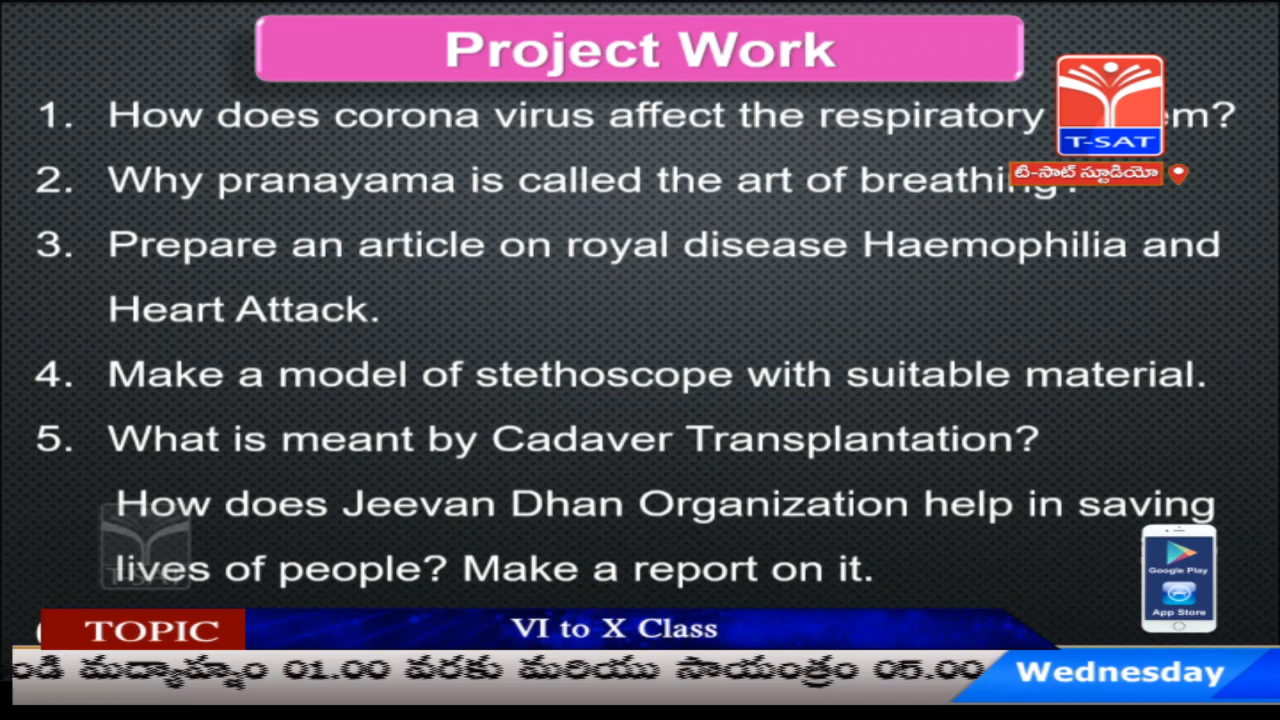 Project Work
1. How does corona virus affect the respiratory em?
T-SAT
2. Why pranayama is called the art of breathing?
టి-సాట్ స్టూడియో
3. Prepare an article on royal disease Haemophilia and
Heart Attack.
4. Make a model of stethoscope with suitable material.
5. What is meant by Cadaver Transplantation?
How does Jeevan Dhan Organization help in saving
lives of people? Make a report on it.
T-SAT
Google Play
App Store
TOPIC VI to X Class
మధ్యాహ్నం 01.00 వరకు మరియు సాయంత్రం 05.00
Wednesday